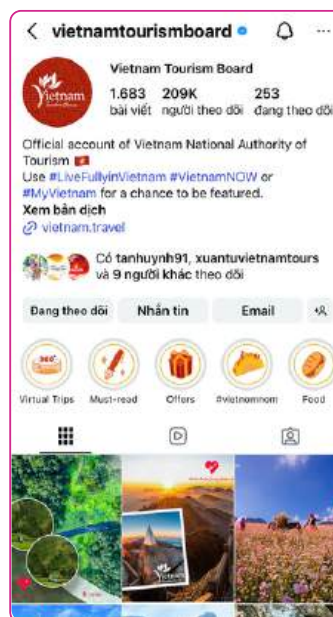 vietnamtourismboard
Vietnam
Vietnam Tourism Board
1.683 209K 253
bài viết người theo dõi đang theo dõi
Official account of Vietnam National Authority of
Tourism 🇻🇳
Use #LiveFullyinVietnam #VietnamNOW or
#MyVietnam for a chance to be featured.
Xem bản dịch
vietnam.travel
Có tanhuynh91, xuantuvietnamtours
và 9 người khác theo dõi
Đang theo dõi Nhắn tin Email
360°
Virtual Trips Must-read Offers #vietnomnom Food
Vietnam